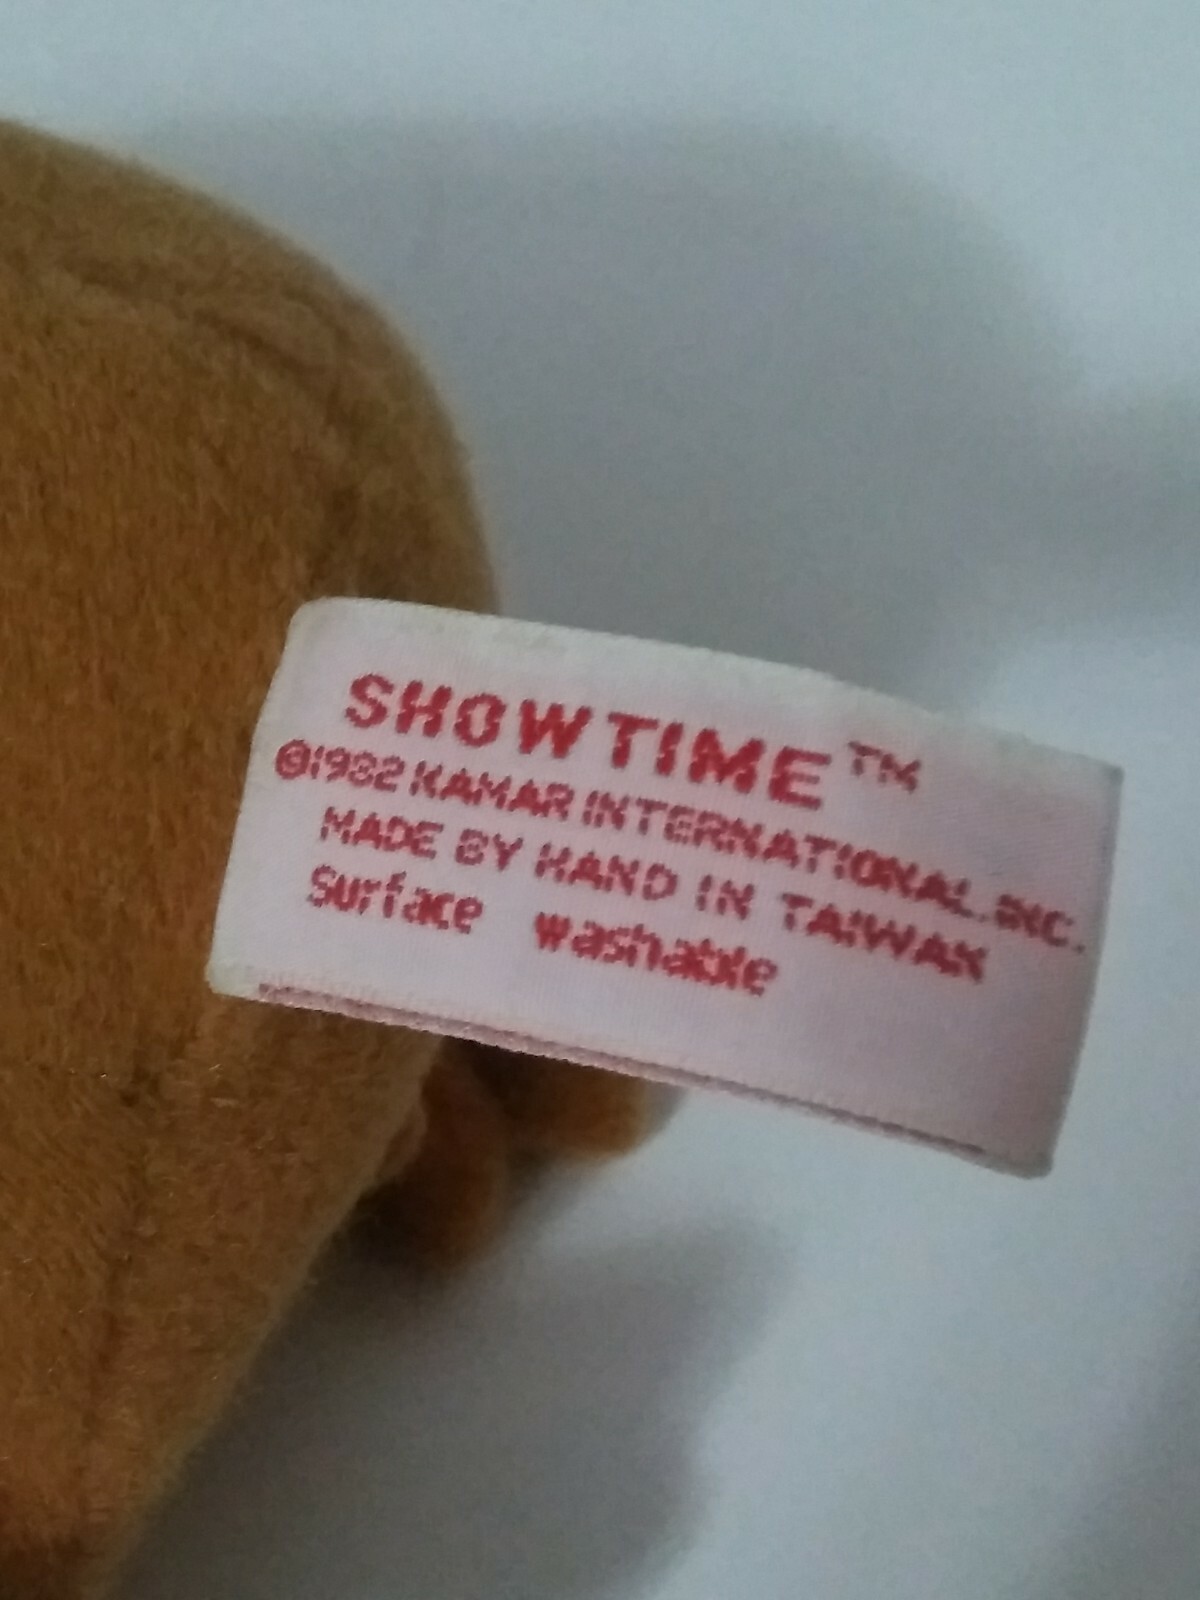 SHOWTIME™
©1982 KAMAR INTERNATIONAL, INC.
MADE BY HAND IN TAIWAN
Surface washable